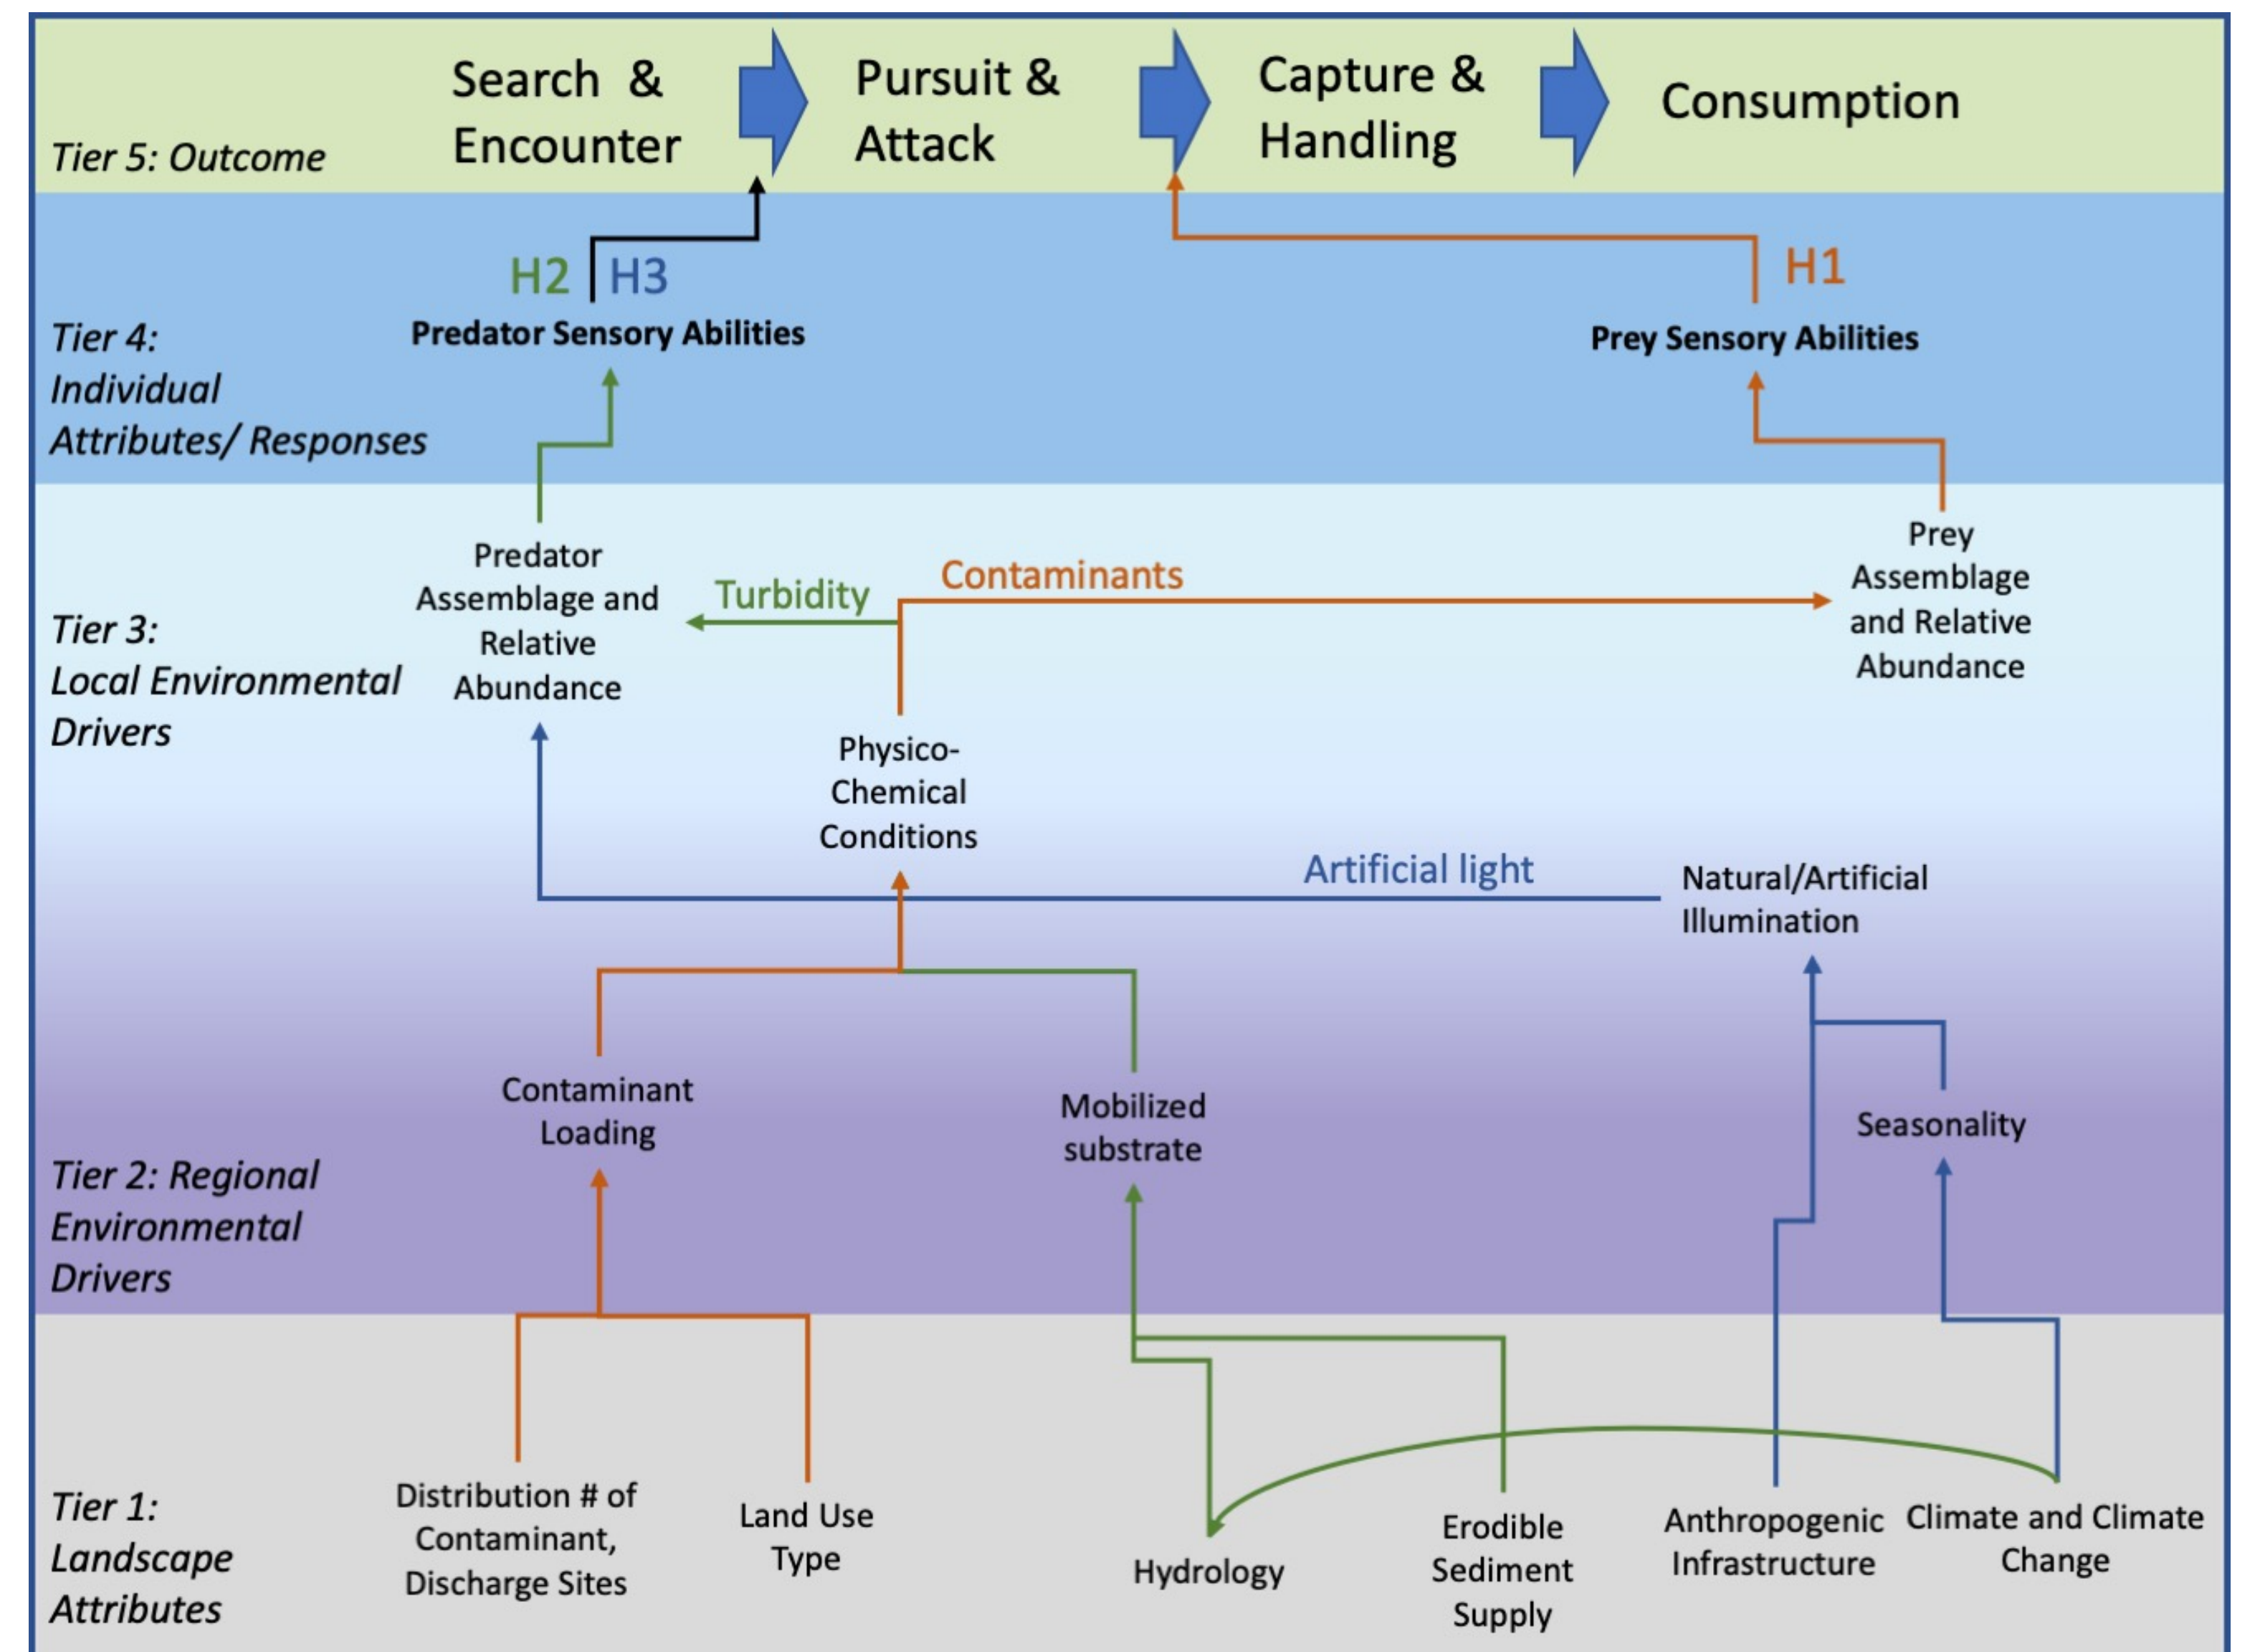 Search & Encounter
Pursuit & Attack
Capture & Handling
Consumption
Tier 5: Outcome
H2
H3
H1
Predator Sensory Abilities
Prey Sensory Abilities
Tier 4:
Individual
Attributes/ Responses
Predator
Assemblage and
Relative
Abundance
Turbidity
Contaminants
Prey
Assemblage
and Relative
Abundance
Tier 3:
Local Environmental
Drivers
Physico-
Chemical
Conditions
Artificial light
Natural/Artificial
Illumination
Contaminant
Loading
Mobilized
substrate
Seasonality
Tier 2: Regional
Environmental
Drivers
Tier 1:
Landscape
Attributes
Distribution # of
Contaminant,
Discharge Sites
Land Use
Type
Hydrology
Erodible
Sediment
Supply
Anthropogenic
Infrastructure
Climate and Climate
Change